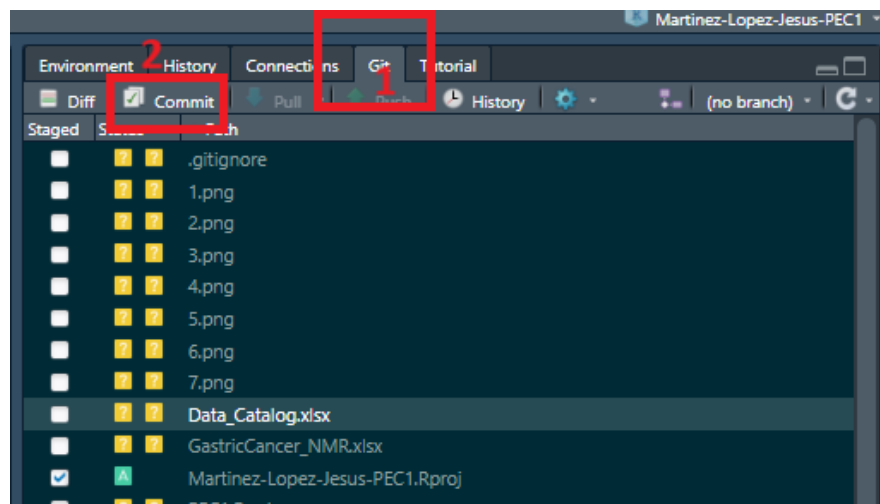 Martinez-Lopez-Jesus-PEC1
2
Environment History Connections Git Tutorial
1
Diff Commit Pull Push History (no branch)
Staged Status Path
? ? .gitignore
? ? 1.png
? ? 2.png
? ? 3.png
? ? 4.png
? ? 5.png
? ? 6.png
? ? 7.png
? ? Data_Catalog.xlsx
? ? GastricCancer_NMR.xlsx
A Martinez-Lopez-Jesus-PEC1.Rproj